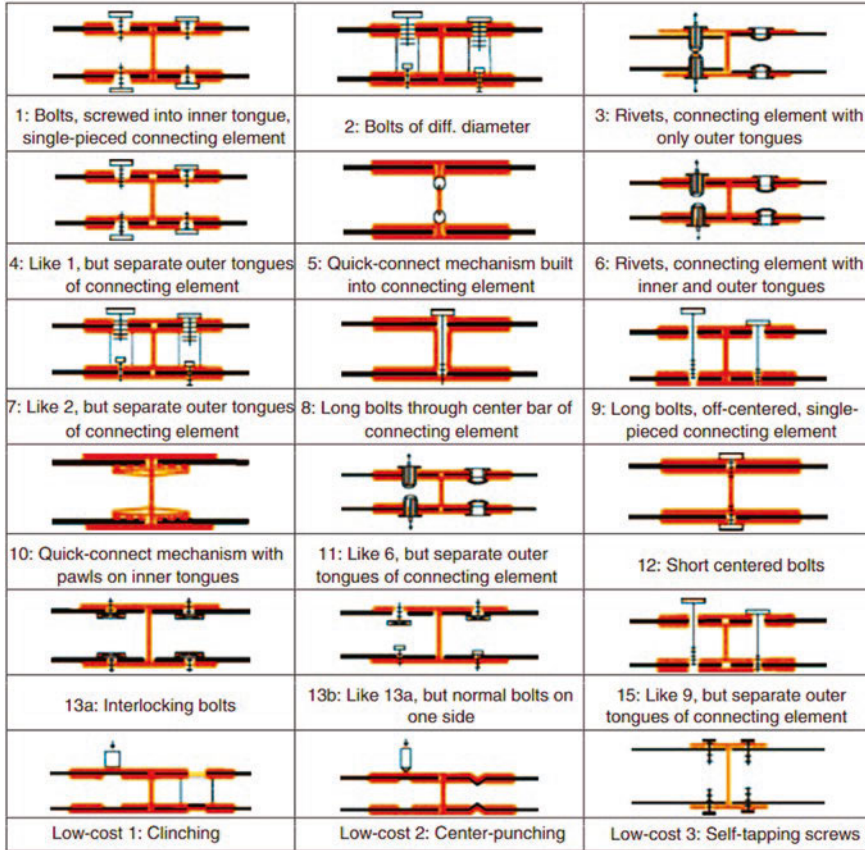 1: Bolts, screwed into inner tongue,
single-pieced connecting element
2: Bolts of diff. diameter
3: Rivets, connecting element with
only outer tongues
4: Like 1, but separate outer tongues
of connecting element
5: Quick-connect mechanism built
into connecting element
6: Rivets, connecting element with
inner and outer tongues
7: Like 2, but separate outer tongues
of connecting element
8: Long bolts through center bar of
connecting element
9: Long bolts, off-centered, single-
pieced connecting element
10: Quick-connect mechanism with
pawls on inner tongues
11: Like 6, but separate outer
tongues of connecting element
12: Short centered bolts
13a: Interlocking bolts
13b: Like 13a, but normal bolts on
one side
15: Like 9, but separate outer
tongues of connecting element
Low-cost 1: Clinching
Low-cost 2: Center-punching
Low-cost 3: Self-tapping screws